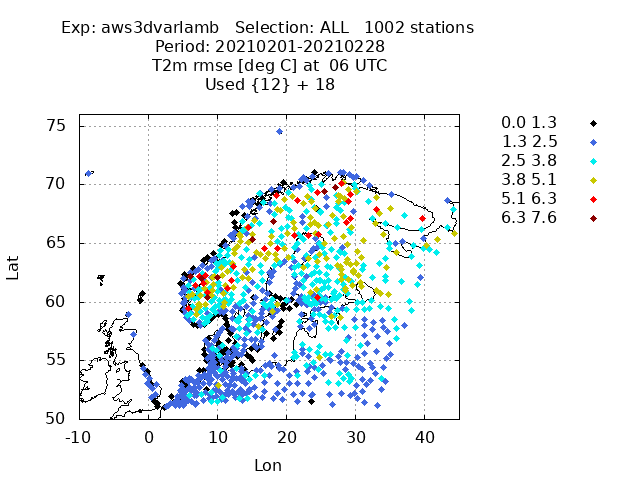 Exp: aws3dvarlamb   Selection: ALL   1002 stations
Period: 20210201-20210228
T2m rmse [deg C] at  06 UTC
Used {12} + 18
0.0 1.3
1.3 2.5
2.5 3.8
3.8 5.1
5.1 6.3
6.3 7.6
75
70
65
60
55
50
Lat
-10 0 10 20 30 40
Lon